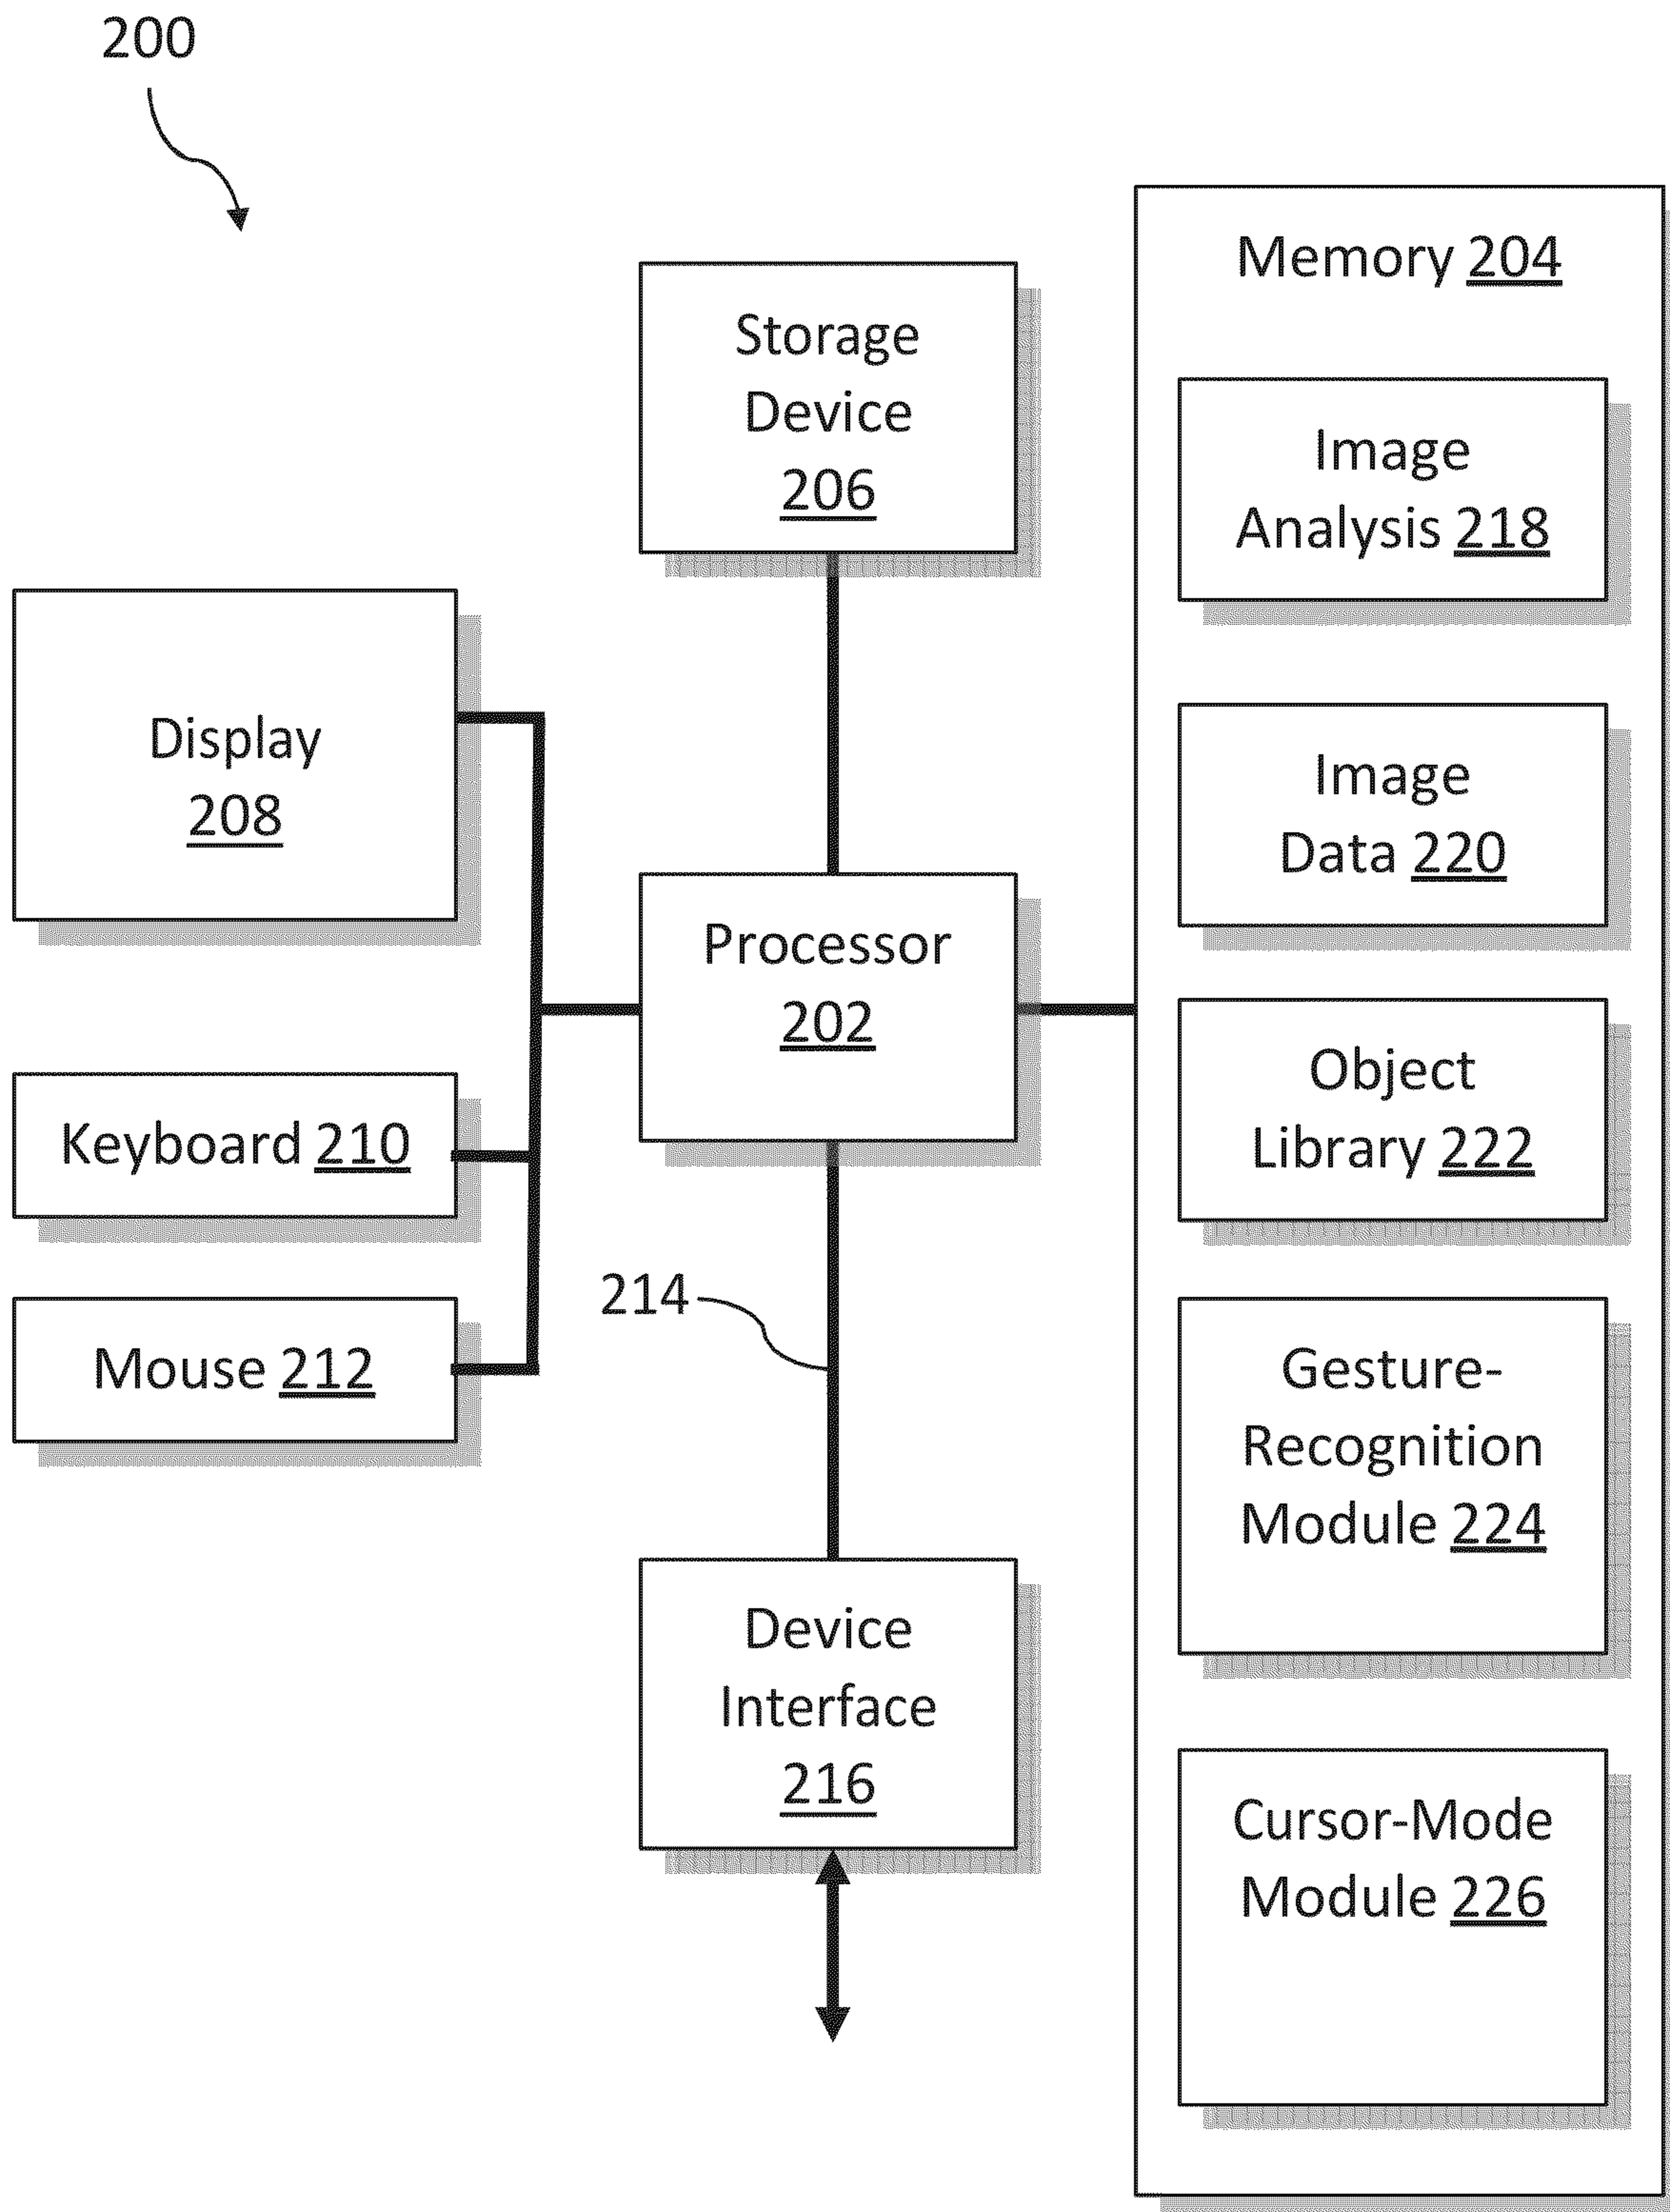 200
Memory 204
Storage
Device
206
Image
Analysis 218
Display
208
Image
Data 220
Processor
202
Object
Library 222
Keyboard 210
Mouse 212
214
Gesture-
Recognition
Module 224
Device
Interface
216
Cursor-Mode
Module 226